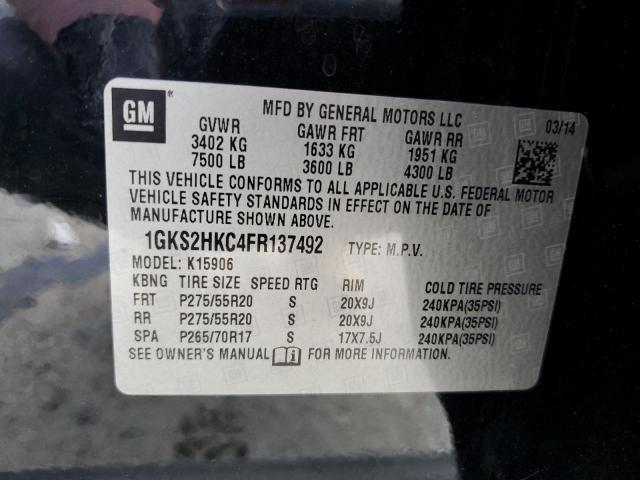 GM
MFD BY GENERAL MOTORS LLC
03/14
GVWR GAWR FRT GAWR RR
3402 KG 1633 KG 1951 KG
7500 LB 3600 LB 4300 LB
THIS VEHICLE CONFORMS TO ALL APPLICABLE U.S. FEDERAL MOTOR
VEHICLE SAFETY STANDARDS IN EFFECT ON THE DATE OF
MANUFACTURE SHOWN ABOVE.
1GKS2HKC4FR137492 TYPE: M.P.V.
MODEL: K15906
KBNG TIRE SIZE SPEED RTG RIM COLD TIRE PRESSURE
FRT P275/55R20 S 20X9J 240KPA(35PSI)
RR P275/55R20 S 20X9J 240KPA(35PSI)
SPA P265/70R17 S 17X7.5J 240KPA(35PSI)
SEE OWNER'S MANUAL FOR MORE INFORMATION.